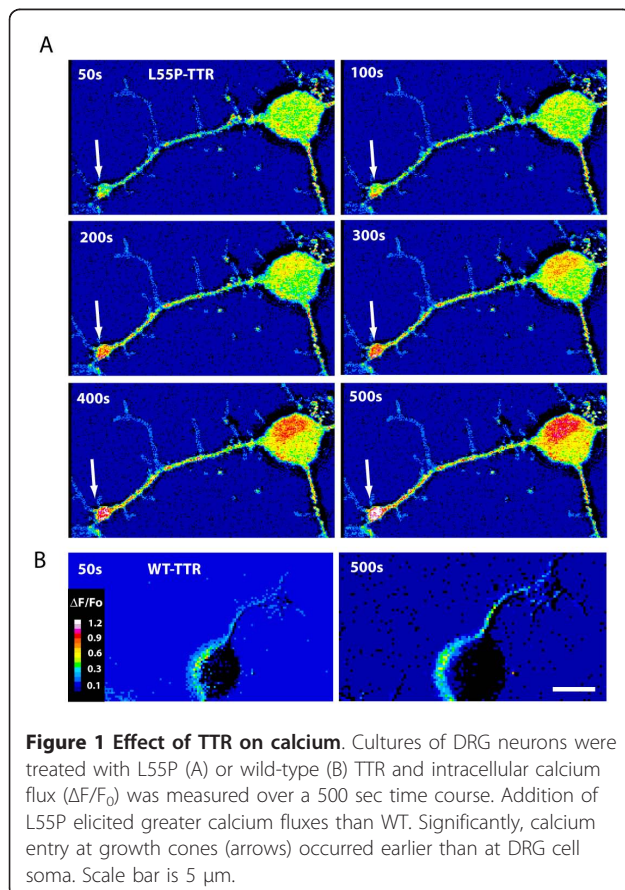 A
50s L55P-TTR
100s
200s
300s
400s
500s
B
50s WT-TTR
500s
ΔF/Fo
1.2
0.9
0.6
0.3
0.1
Figure 1 Effect of TTR on calcium. Cultures of DRG neurons were
treated with L55P (A) or wild-type (B) TTR and intracellular calcium
flux (ΔF/F₀) was measured over a 500 sec time course. Addition of
L55P elicited greater calcium fluxes than WT. Significantly, calcium
entry at growth cones (arrows) occurred earlier than at DRG cell
soma. Scale bar is 5 μm.